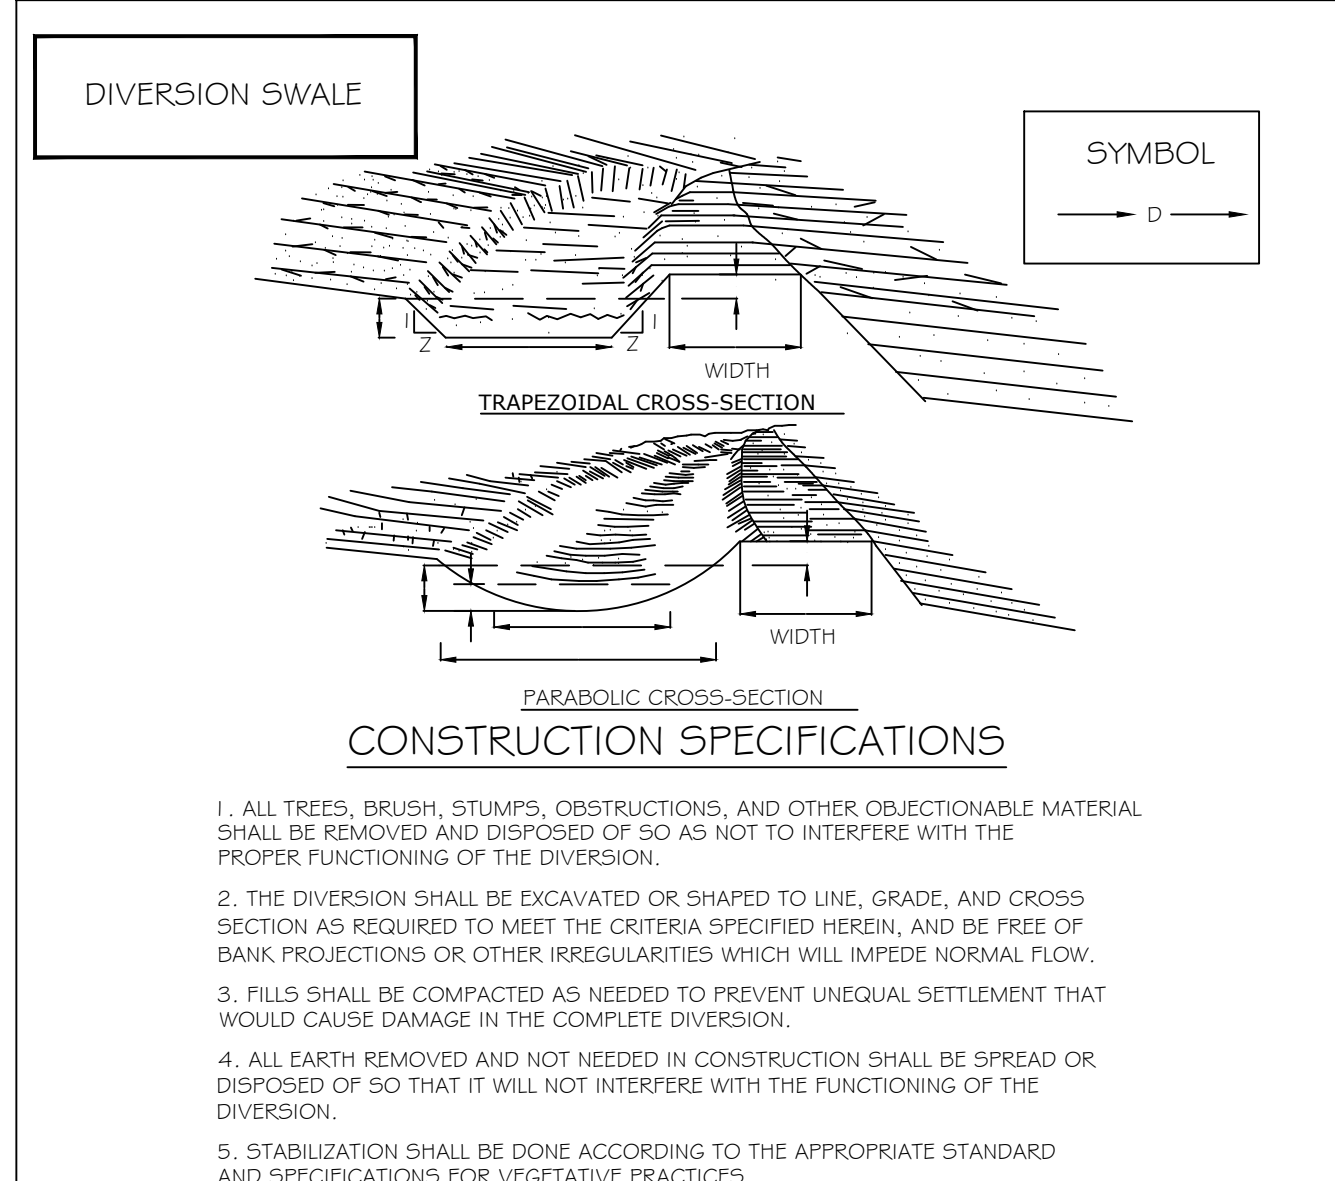 DIVERSION SWALE
SYMBOL
D
1
Z
Z
1
WIDTH
TRAPEZOIDAL CROSS-SECTION
WIDTH
PARABOLIC CROSS-SECTION
CONSTRUCTION SPECIFICATIONS
1. ALL TREES, BRUSH, STUMPS, OBSTRUCTIONS, AND OTHER OBJECTIONABLE MATERIAL
SHALL BE REMOVED AND DISPOSED OF SO AS NOT TO INTERFERE WITH THE
PROPER FUNCTIONING OF THE DIVERSION.
2. THE DIVERSION SHALL BE EXCAVATED OR SHAPED TO LINE, GRADE, AND CROSS
SECTION AS REQUIRED TO MEET THE CRITERIA SPECIFIED HEREIN, AND BE FREE OF
BANK PROJECTIONS OR OTHER IRREGULARITIES WHICH WILL IMPEDE NORMAL FLOW.
3. FILLS SHALL BE COMPACTED AS NEEDED TO PREVENT UNEQUAL SETTLEMENT THAT
WOULD CAUSE DAMAGE IN THE COMPLETE DIVERSION.
4. ALL EARTH REMOVED AND NOT NEEDED IN CONSTRUCTION SHALL BE SPREAD OR
DISPOSED OF SO THAT IT WILL NOT INTERFERE WITH THE FUNCTIONING OF THE
DIVERSION.
5. STABILIZATION SHALL BE DONE ACCORDING TO THE APPROPRIATE STANDARD
AND SPECIFICATIONS FOR VEGETATIVE PRACTICES